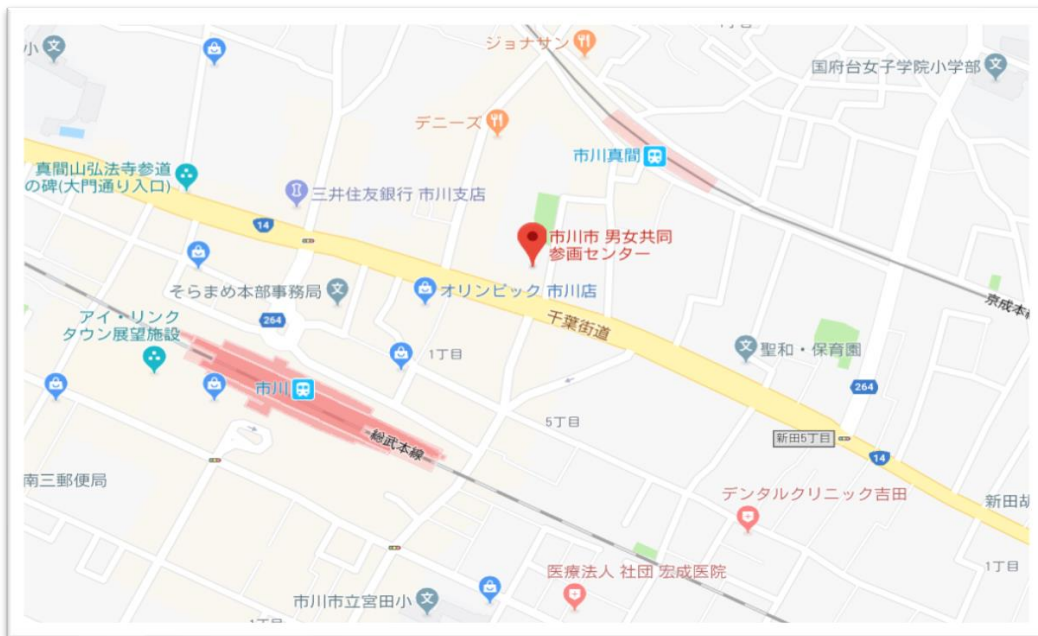 ジョナサン
小
国府台女子学院小学部
デニーズ
市川真間
真間山弘法寺参道
の碑(大門通り入口)
三井住友銀行 市川支店
14
市川市 男女共同
参画センター
そらまめ本部事務局
オリンピック 市川店
京成本線
264
アイ・リンク
タウン展望施設
千葉街道
1丁目
聖和・保育園
市川
264
5丁目
新田5丁目
総武本線
14
南三郵便局
デンタルクリニック吉田
新田胡
医療法人 社団 宏成医院
1丁目
市川市立宮田小
1丁目